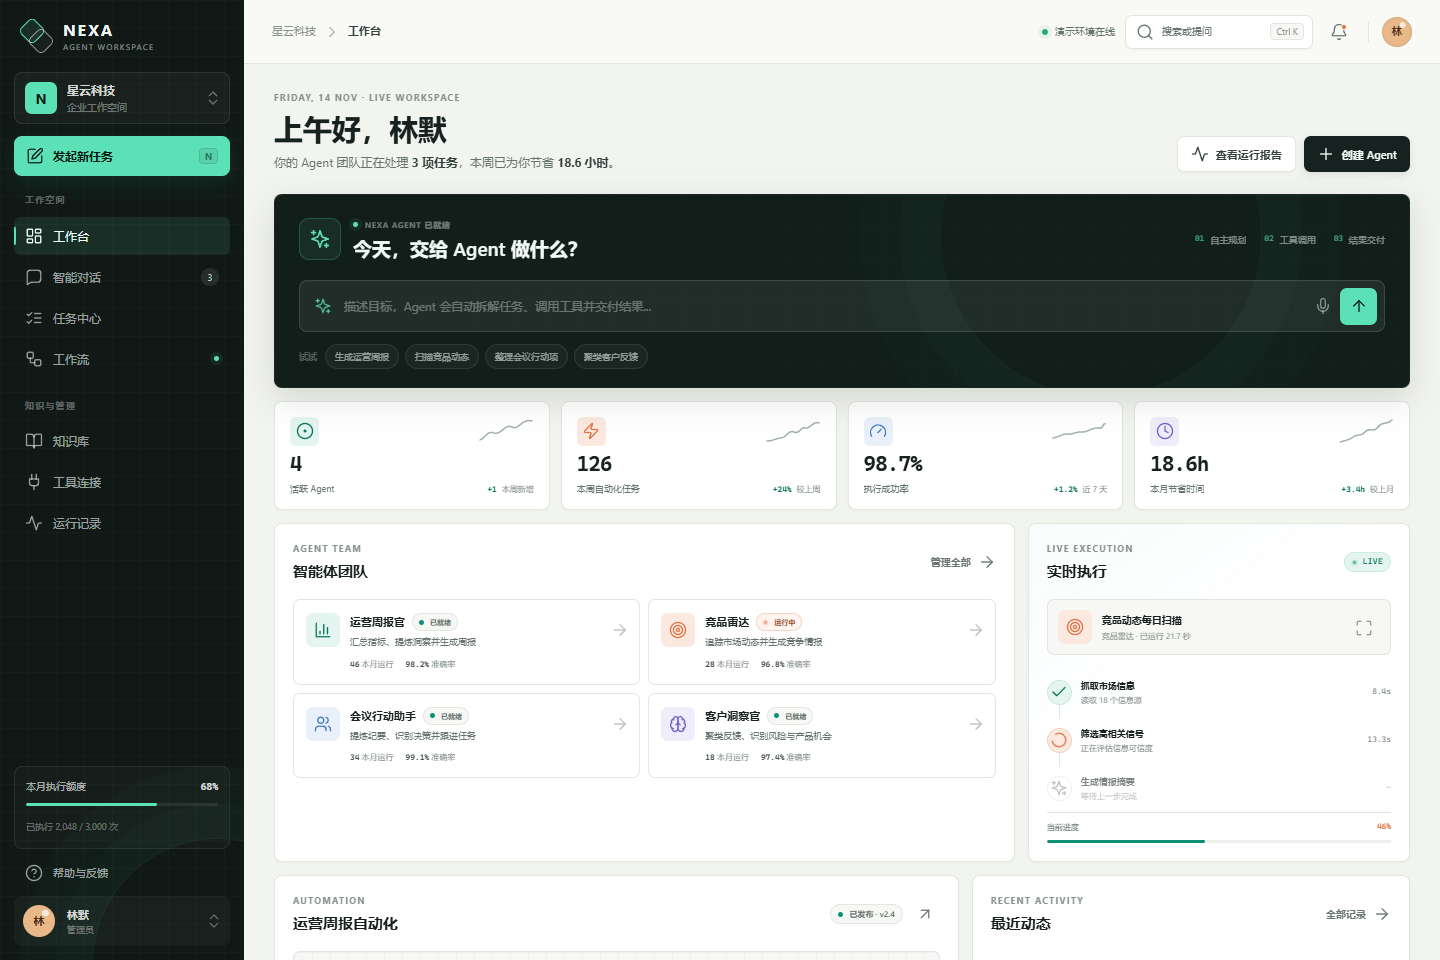 NEXA
AGENT WORKSPACE
N
星云科技
企业工作空间
发起新任务
N
工作空间
工作台
智能对话
3
任务中心
工作流
知识与管理
知识库
工具连接
运行记录
本月执行额度
68%
已执行 2,048 / 3,000 次
帮助与反馈
林
林默
管理员
星云科技
工作台
演示环境在线
搜索或提问
Ctrl K
林
FRIDAY, 14 NOV · LIVE WORKSPACE
上午好，林默
你的 Agent 团队正在处理 3 项任务，本周已为你节省 18.6 小时。
查看运行报告
创建 Agent
NEXA AGENT 已就绪
今天，交给 Agent 做什么？
01 自主规划
02 工具调用
03 结果交付
描述目标，Agent 会自动拆解任务、调用工具并交付结果...
试试
生成运营周报
扫描竞品动态
整理会议行动项
聚类客户反馈
4
活跃 Agent
+1 本周新增
126
本周自动化任务
+24% 较上周
98.7%
执行成功率
+1.2% 近 7 天
18.6h
本月节省时间
+3.4h 较上月
AGENT TEAM
智能体团队
管理全部
运营周报官
已就绪
汇总指标、提炼洞察并生成周报
46 本月运行
98.2% 准确率
竞品雷达
运行中
追踪市场动态并生成竞争情报
28 本月运行
96.8% 准确率
会议行动助手
已就绪
提炼纪要、识别决策并跟进任务
34 本月运行
99.1% 准确率
客户洞察官
已就绪
聚类反馈、识别风险与产品机会
18 本月运行
97.4% 准确率
LIVE EXECUTION
实时执行
LIVE
竞品动态每日扫描
竞品雷达 · 已运行 21.7 秒
抓取市场信息
读取 18 个信息源
8.4s
筛选高相关信号
正在评估信息可信度
13.3s
生成情报摘要
等待上一步完成
—
当前进度
46%
AUTOMATION
运营周报自动化
已发布 · v2.4
RECENT ACTIVITY
最近动态
全部记录